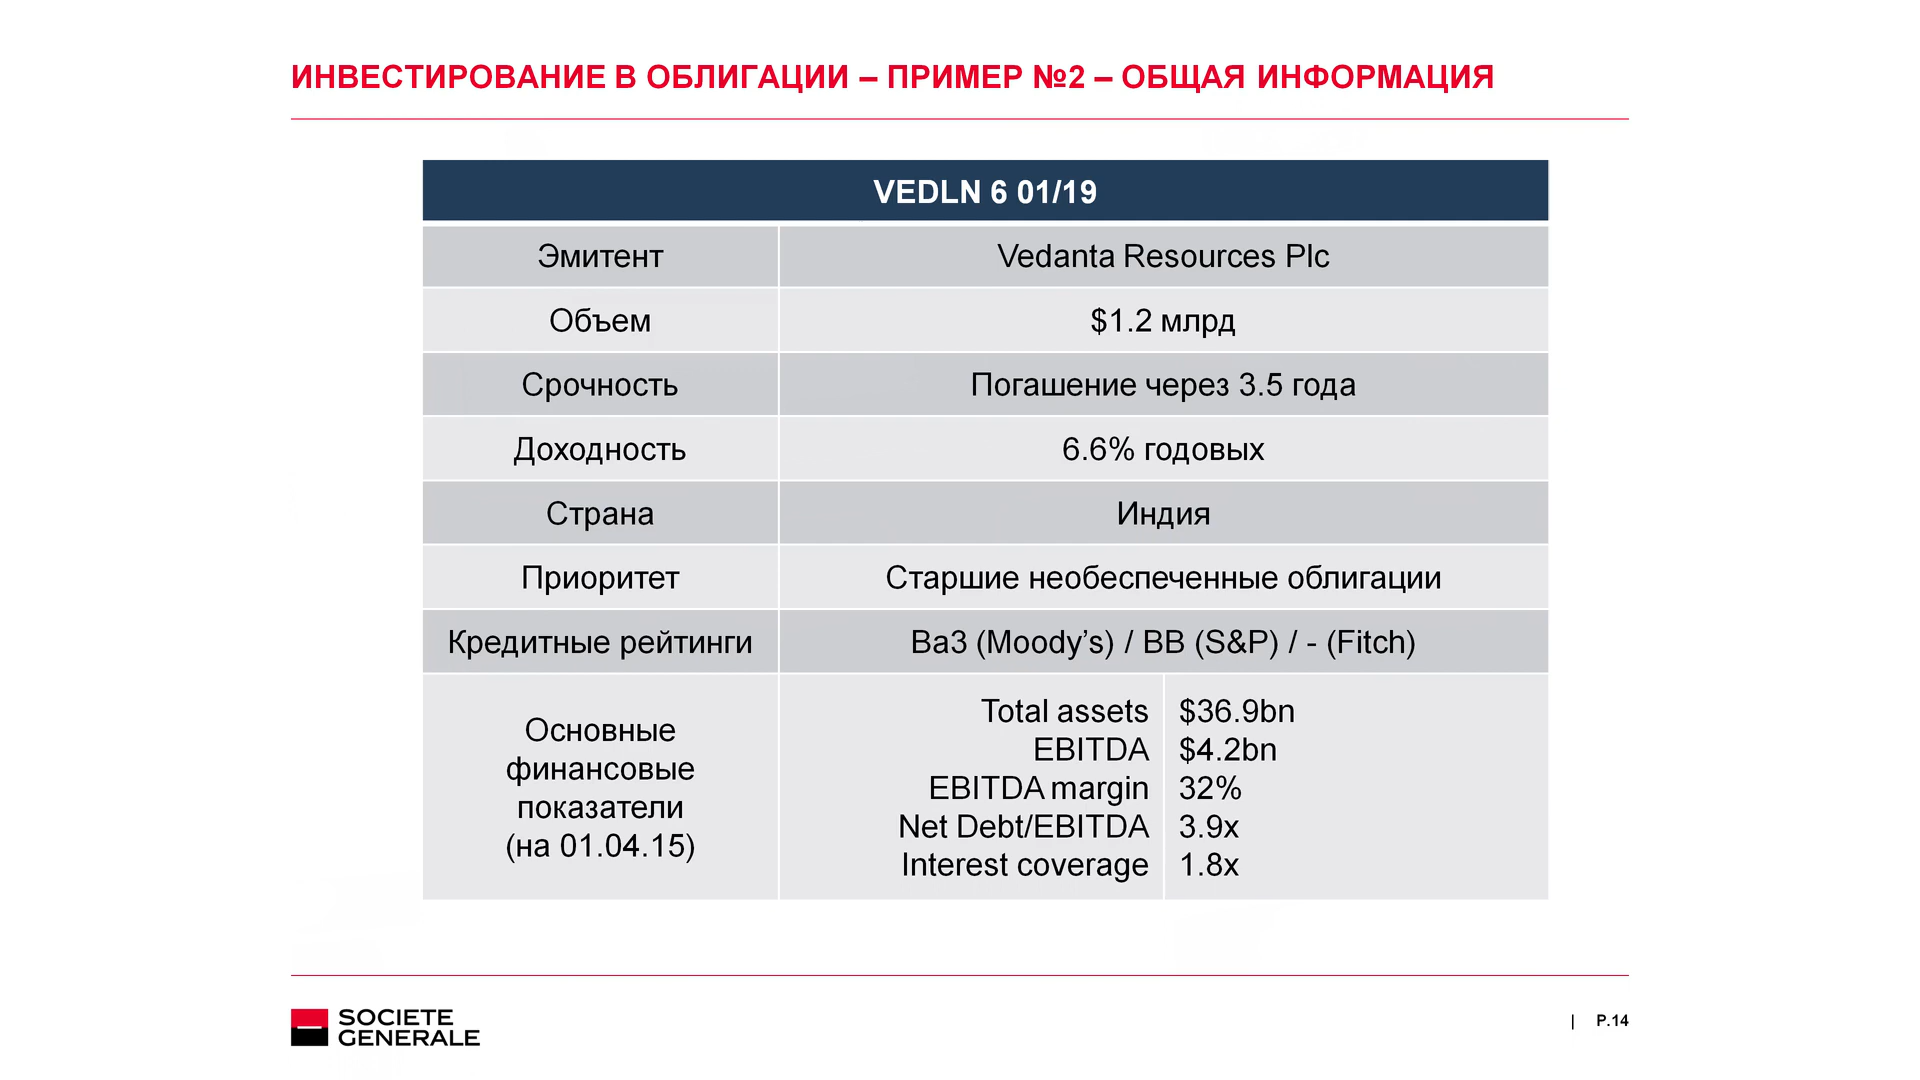 ИНВЕСТИРОВАНИЕ В ОБЛИГАЦИИ – ПРИМЕР №2 – ОБЩАЯ ИНФОРМАЦИЯ
VEDLN 6 01/19
Эмитент
Vedanta Resources Plc
Объем
$1.2 млрд
Срочность
Погашение через 3.5 года
Доходность
6.6% годовых
Страна
Индия
Приоритет
Старшие необеспеченные облигации
Кредитные рейтинги
Ba3 (Moody’s) / BB (S&P) / - (Fitch)
Основные
финансовые
показатели
(на 01.04.15)
Total assets $36.9bn
EBITDA $4.2bn
EBITDA margin 32%
Net Debt/EBITDA 3.9x
Interest coverage 1.8x
SOCIETE
GENERALE
| P.14